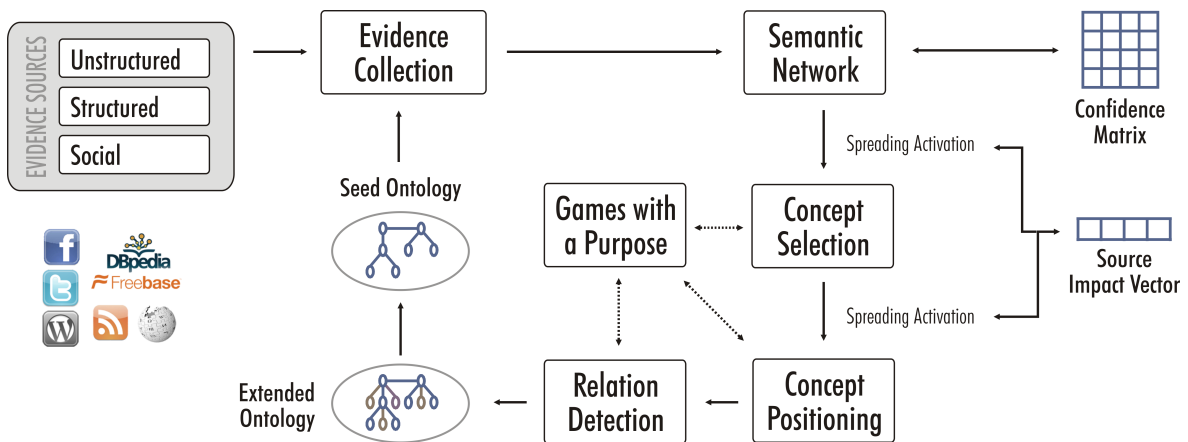 EVIDENCE SOURCES
Unstructured
Structured
Social
Evidence
Collection
Semantic
Network
Confidence
Matrix
Spreading Activation
Seed Ontology
Games with
a Purpose
Concept
Selection
Source
Impact Vector
f
DBpedia
t
Freebase
W
Spreading Activation
Extended
Ontology
Relation
Detection
Concept
Positioning